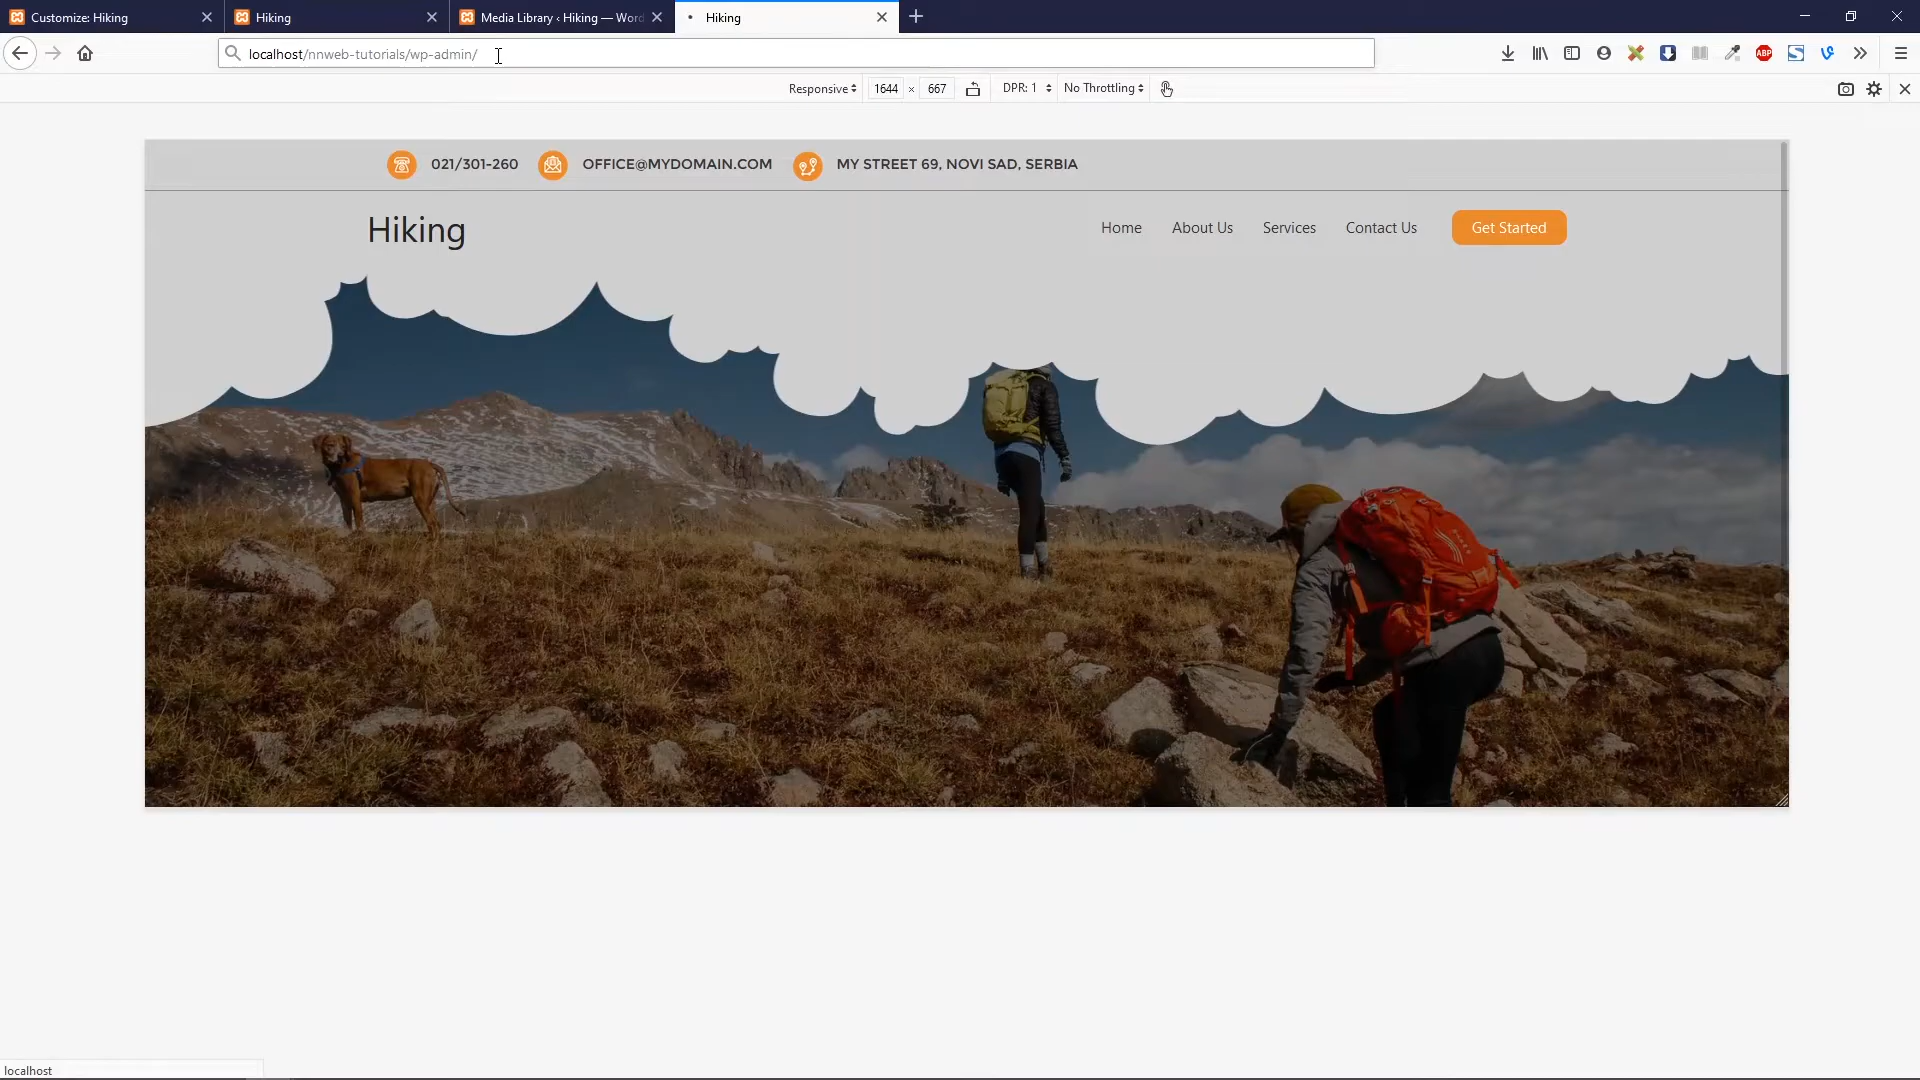 Customize: Hiking
Hiking
Media Library ‹ Hiking — Word
Hiking
localhost/nnweb-tutorials/wp-admin/
ABP
Responsive 1644 × 667 DPR: 1 No Throttling
021/301-260 OFFICE@MYDOMAIN.COM MY STREET 69, NOVI SAD, SERBIA
Hiking
Home About Us Services Contact Us Get Started
localhost